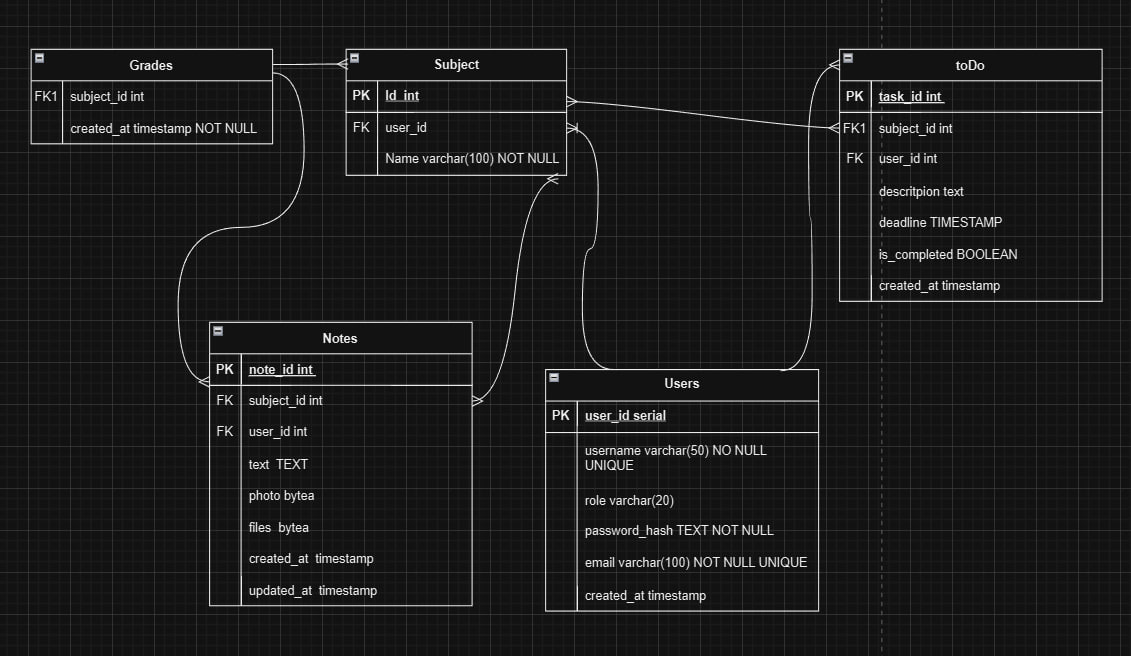 Grades
FK1 subject_id int
created_at timestamp NOT NULL
Subject
PK Id int
FK user_id
Name varchar(100) NOT NULL
toDo
PK task_id int
FK1 subject_id int
FK user_id int
descritpion text
deadline TIMESTAMP
is_completed BOOLEAN
created_at timestamp
Notes
PK note_id int
FK subject_id int
FK user_id int
text TEXT
photo bytea
files bytea
created_at timestamp
updated_at timestamp
Users
PK user_id serial
username varchar(50) NO NULL
UNIQUE
role varchar(20)
password_hash TEXT NOT NULL
email varchar(100) NOT NULL UNIQUE
created_at timestamp